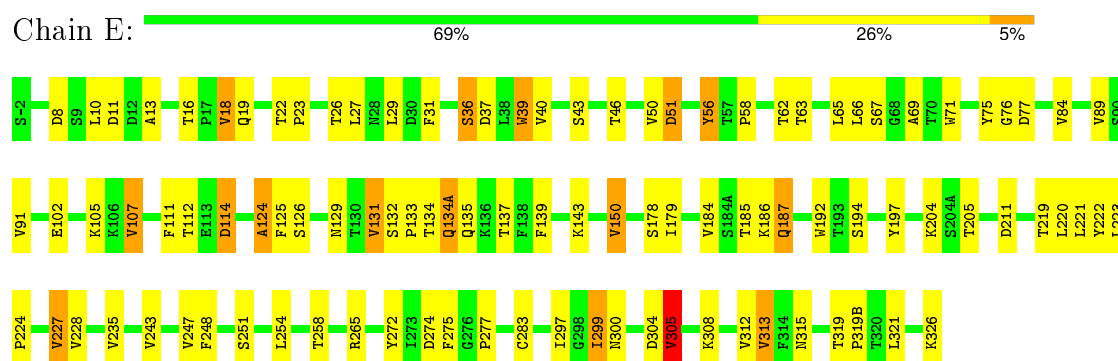 Chain E:
69% 26% 5%
S-2 D8 S9 L10 D11 D12 A13 T16 P17 V18 Q19 T22 P23 T26 L27 N28 L29 D30 F31 S36 D37 L38 W39 V40 S43 T46 V50 D51 Y56 T57 P58 T62 T63 L65 L66 S67 G68 A69 T70 W71 Y75 G76 D77 V84 V89 S90
V91 E102 K105 K106 V107 F111 T112 E113 D114 A124 F125 S126 N129 T130 V131 S132 P133 T134 Q134A Q135 K136 T137 F138 F139 K143 V150 S178 I179 V184 S184A T185 K186 Q187 W192 T193 S194 Y197 K204 S204A T205 D211 T219 L220 L221 Y222 L223
P224 V227 V228 V235 V243 V247 F248 S251 L254 T258 R265 Y272 I273 D274 F275 G276 P277 C283 I297 G298 I299 N300 D304 V305 K308 V312 V313 F314 N315 T319 P319B T320 L321 K326